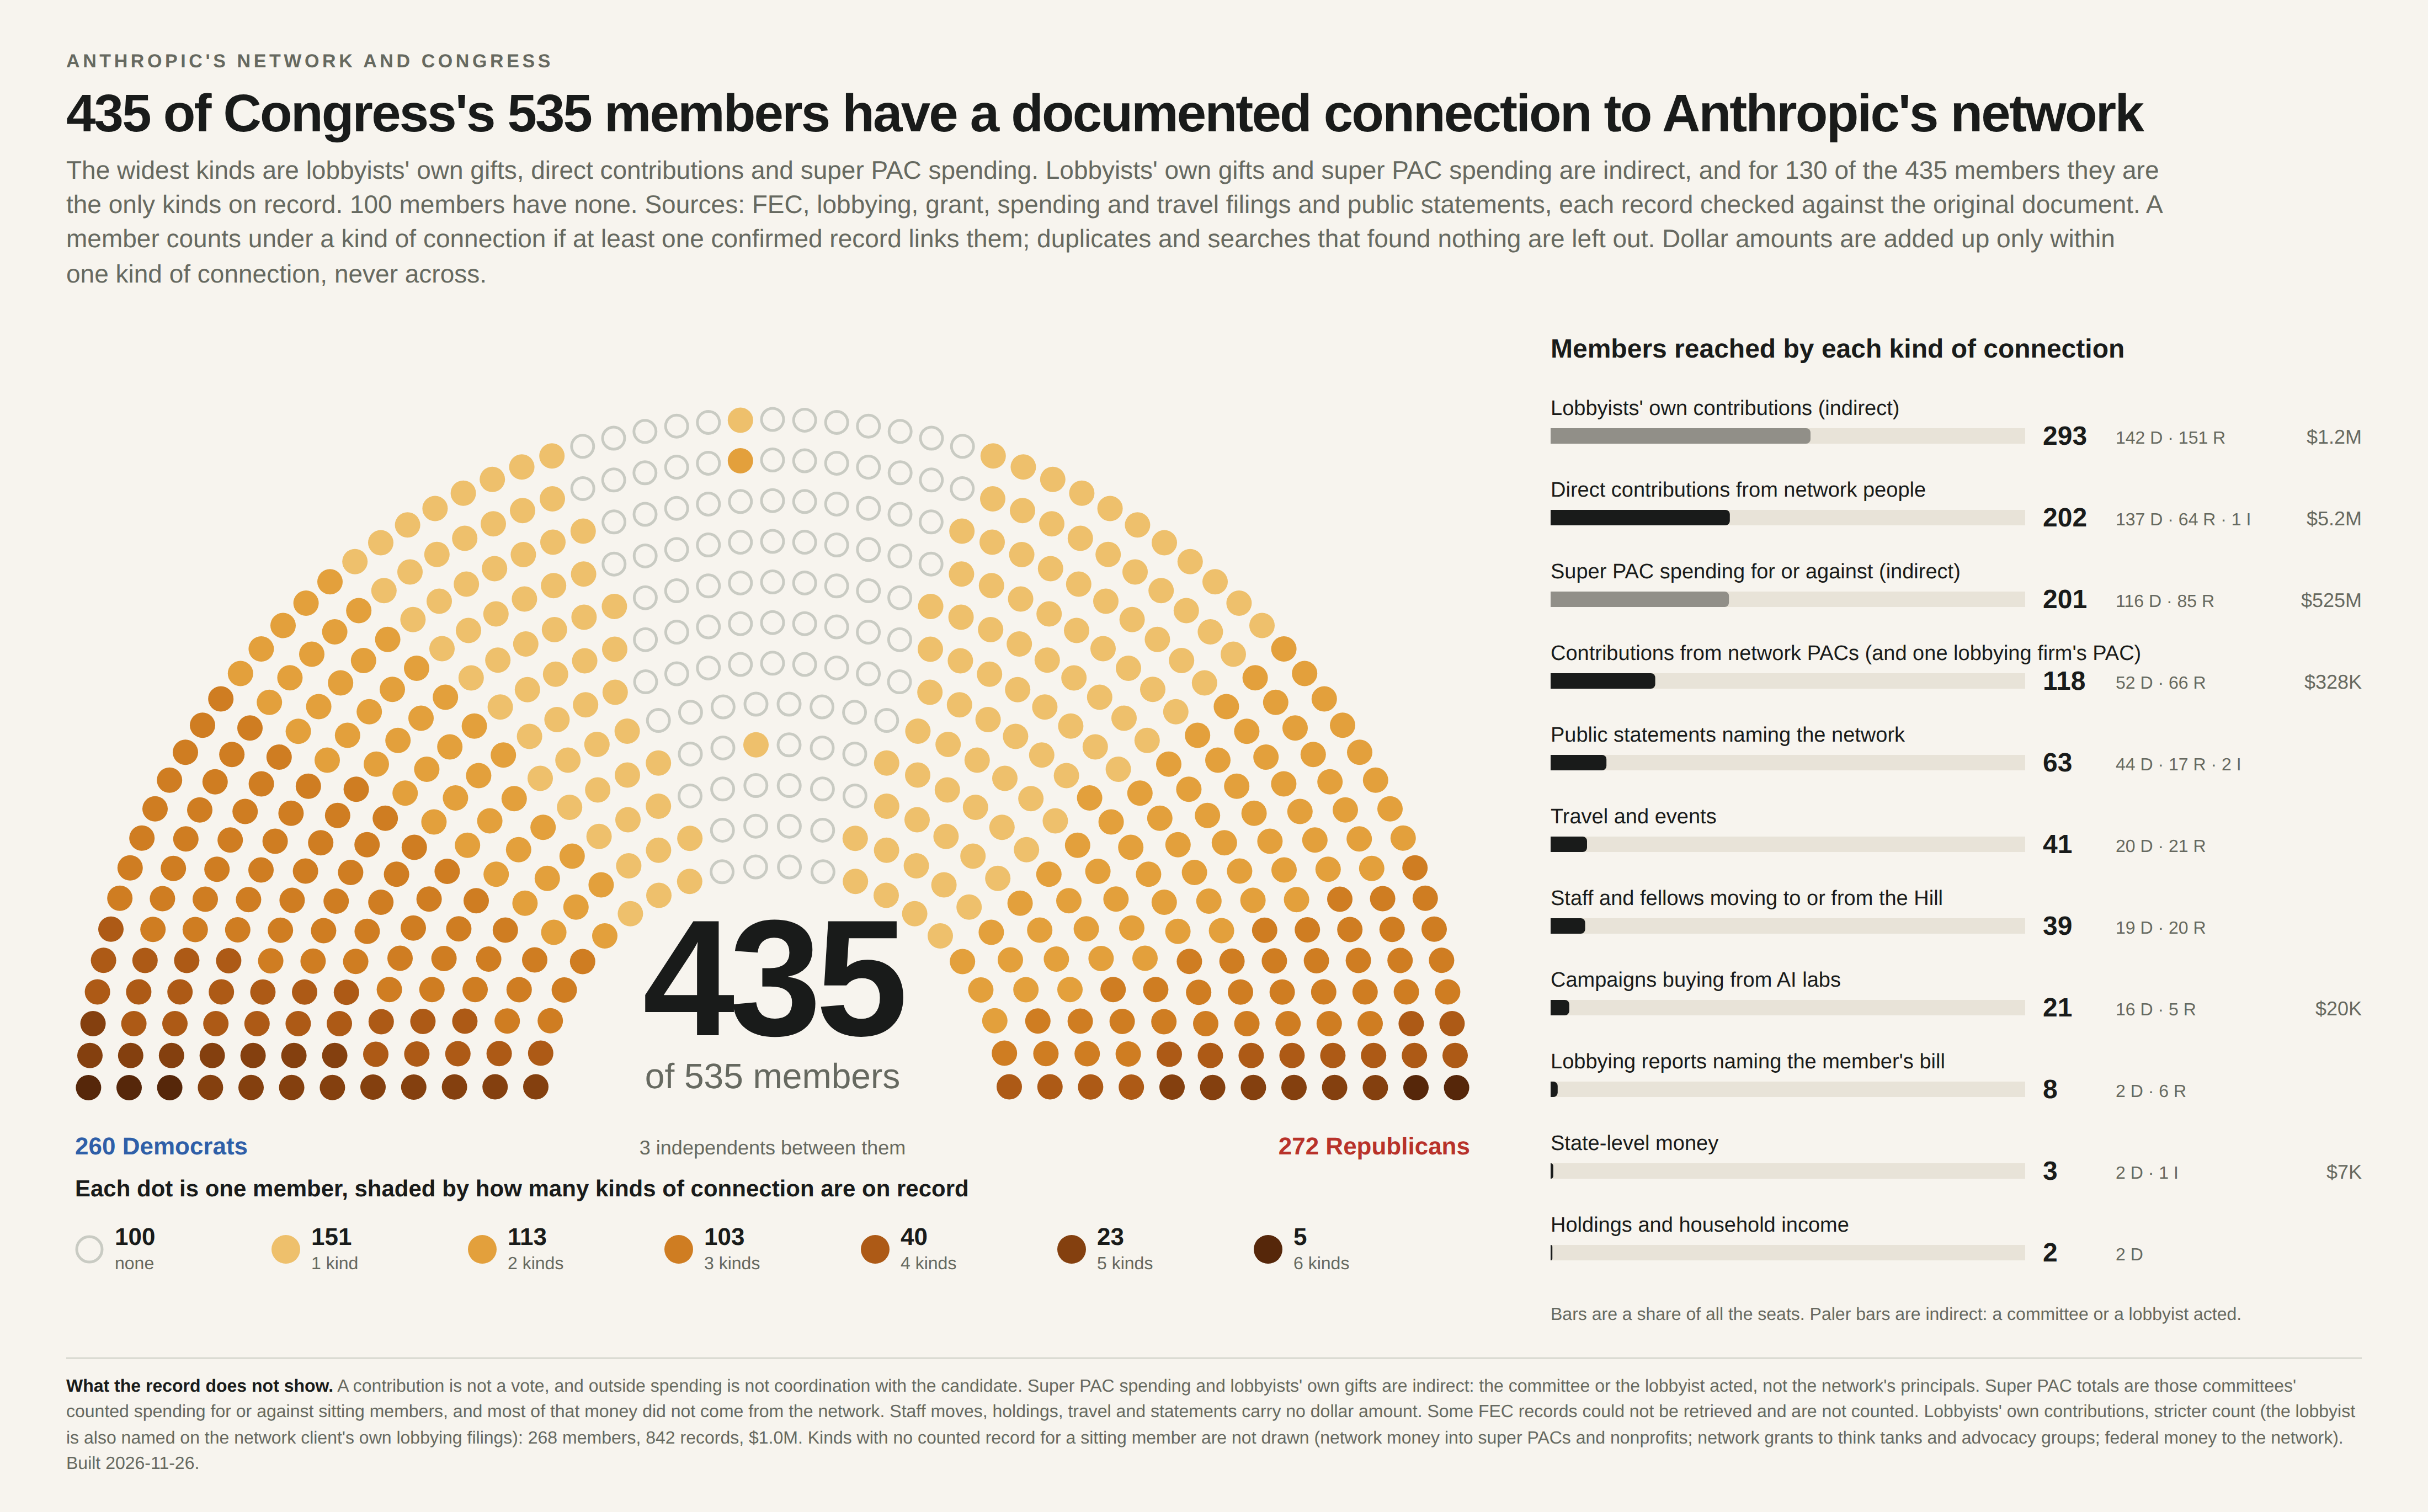 ANTHROPIC'S NETWORK AND CONGRESS
435 of Congress's 535 members have a documented connection to Anthropic's network
The widest kinds are lobbyists' own gifts, direct contributions and super PAC spending. Lobbyists' own gifts and super PAC spending are indirect, and for 130 of the 435 members they are
the only kinds on record. 100 members have none. Sources: FEC, lobbying, grant, spending and travel filings and public statements, each record checked against the original document. A
member counts under a kind of connection if at least one confirmed record links them; duplicates and searches that found nothing are left out. Dollar amounts are added up only within
one kind of connection, never across.
435
of 535 members
260 Democrats
3 independents between them
272 Republicans
Each dot is one member, shaded by how many kinds of connection are on record
100
none
151
1 kind
113
2 kinds
103
3 kinds
40
4 kinds
23
5 kinds
5
6 kinds
Members reached by each kind of connection
Lobbyists' own contributions (indirect)
293 142 D · 151 R $1.2M
Direct contributions from network people
202 137 D · 64 R · 1 I $5.2M
Super PAC spending for or against (indirect)
201 116 D · 85 R $525M
Contributions from network PACs (and one lobbying firm's PAC)
118 52 D · 66 R $328K
Public statements naming the network
63 44 D · 17 R · 2 I
Travel and events
41 20 D · 21 R
Staff and fellows moving to or from the Hill
39 19 D · 20 R
Campaigns buying from AI labs
21 16 D · 5 R $20K
Lobbying reports naming the member's bill
8 2 D · 6 R
State-level money
3 2 D · 1 I $7K
Holdings and household income
2 2 D
Bars are a share of all the seats. Paler bars are indirect: a committee or a lobbyist acted.
What the record does not show. A contribution is not a vote, and outside spending is not coordination with the candidate. Super PAC spending and lobbyists' own gifts are indirect: the committee or the lobbyist acted, not the network's principals. Super PAC totals are those committees'
counted spending for or against sitting members, and most of that money did not come from the network. Staff moves, holdings, travel and statements carry no dollar amount. Some FEC records could not be retrieved and are not counted. Lobbyists' own contributions, stricter count (the lobbyist
is also named on the network client's own lobbying filings): 268 members, 842 records, $1.0M. Kinds with no counted record for a sitting member are not drawn (network money into super PACs and nonprofits; network grants to think tanks and advocacy groups; federal money to the network).
Built 2026-11-26.